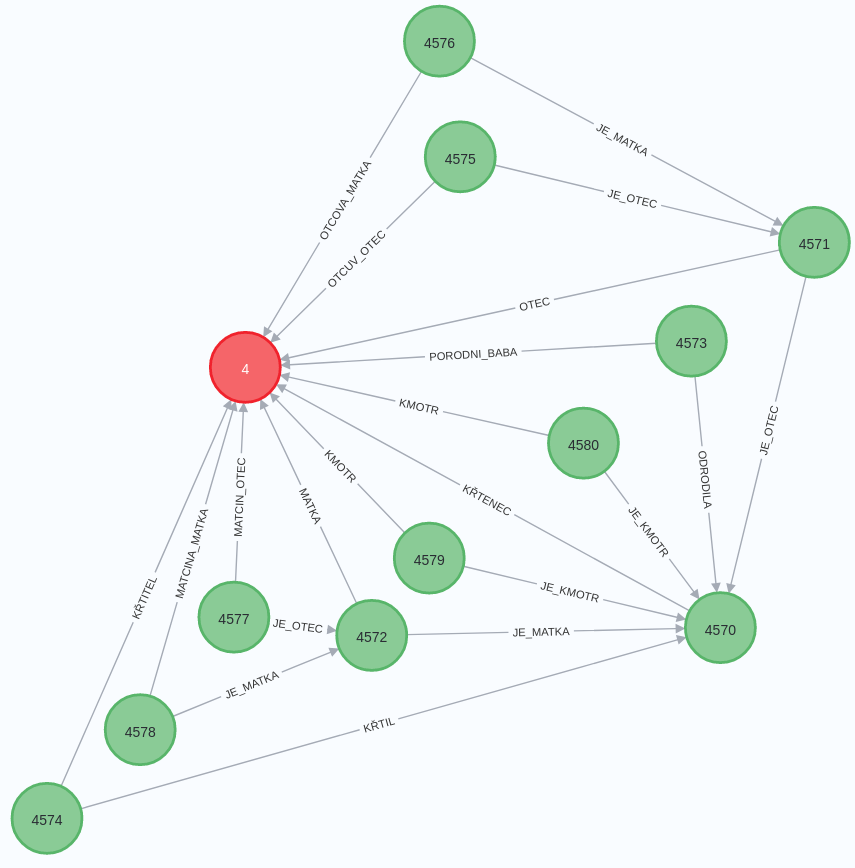 4576
JE_MATKA
4575
OTCOVA_MATKA
JE_OTEC
4571
OTCUV_OTEC
OTEC
4573
PORODNI_BABA
4
KMOTR
4580
JE_OTEC
KMOTR
ODRODILA
MATCIN_OTEC
KŘTENEC
MATKA
JE_KMOTR
MATCINA_MATKA
4579
KŘTITEL
JE_KMOTR
4577
JE_OTEC
4572
JE_MATKA
4570
JE_MATKA
4578
KŘTIL
4574